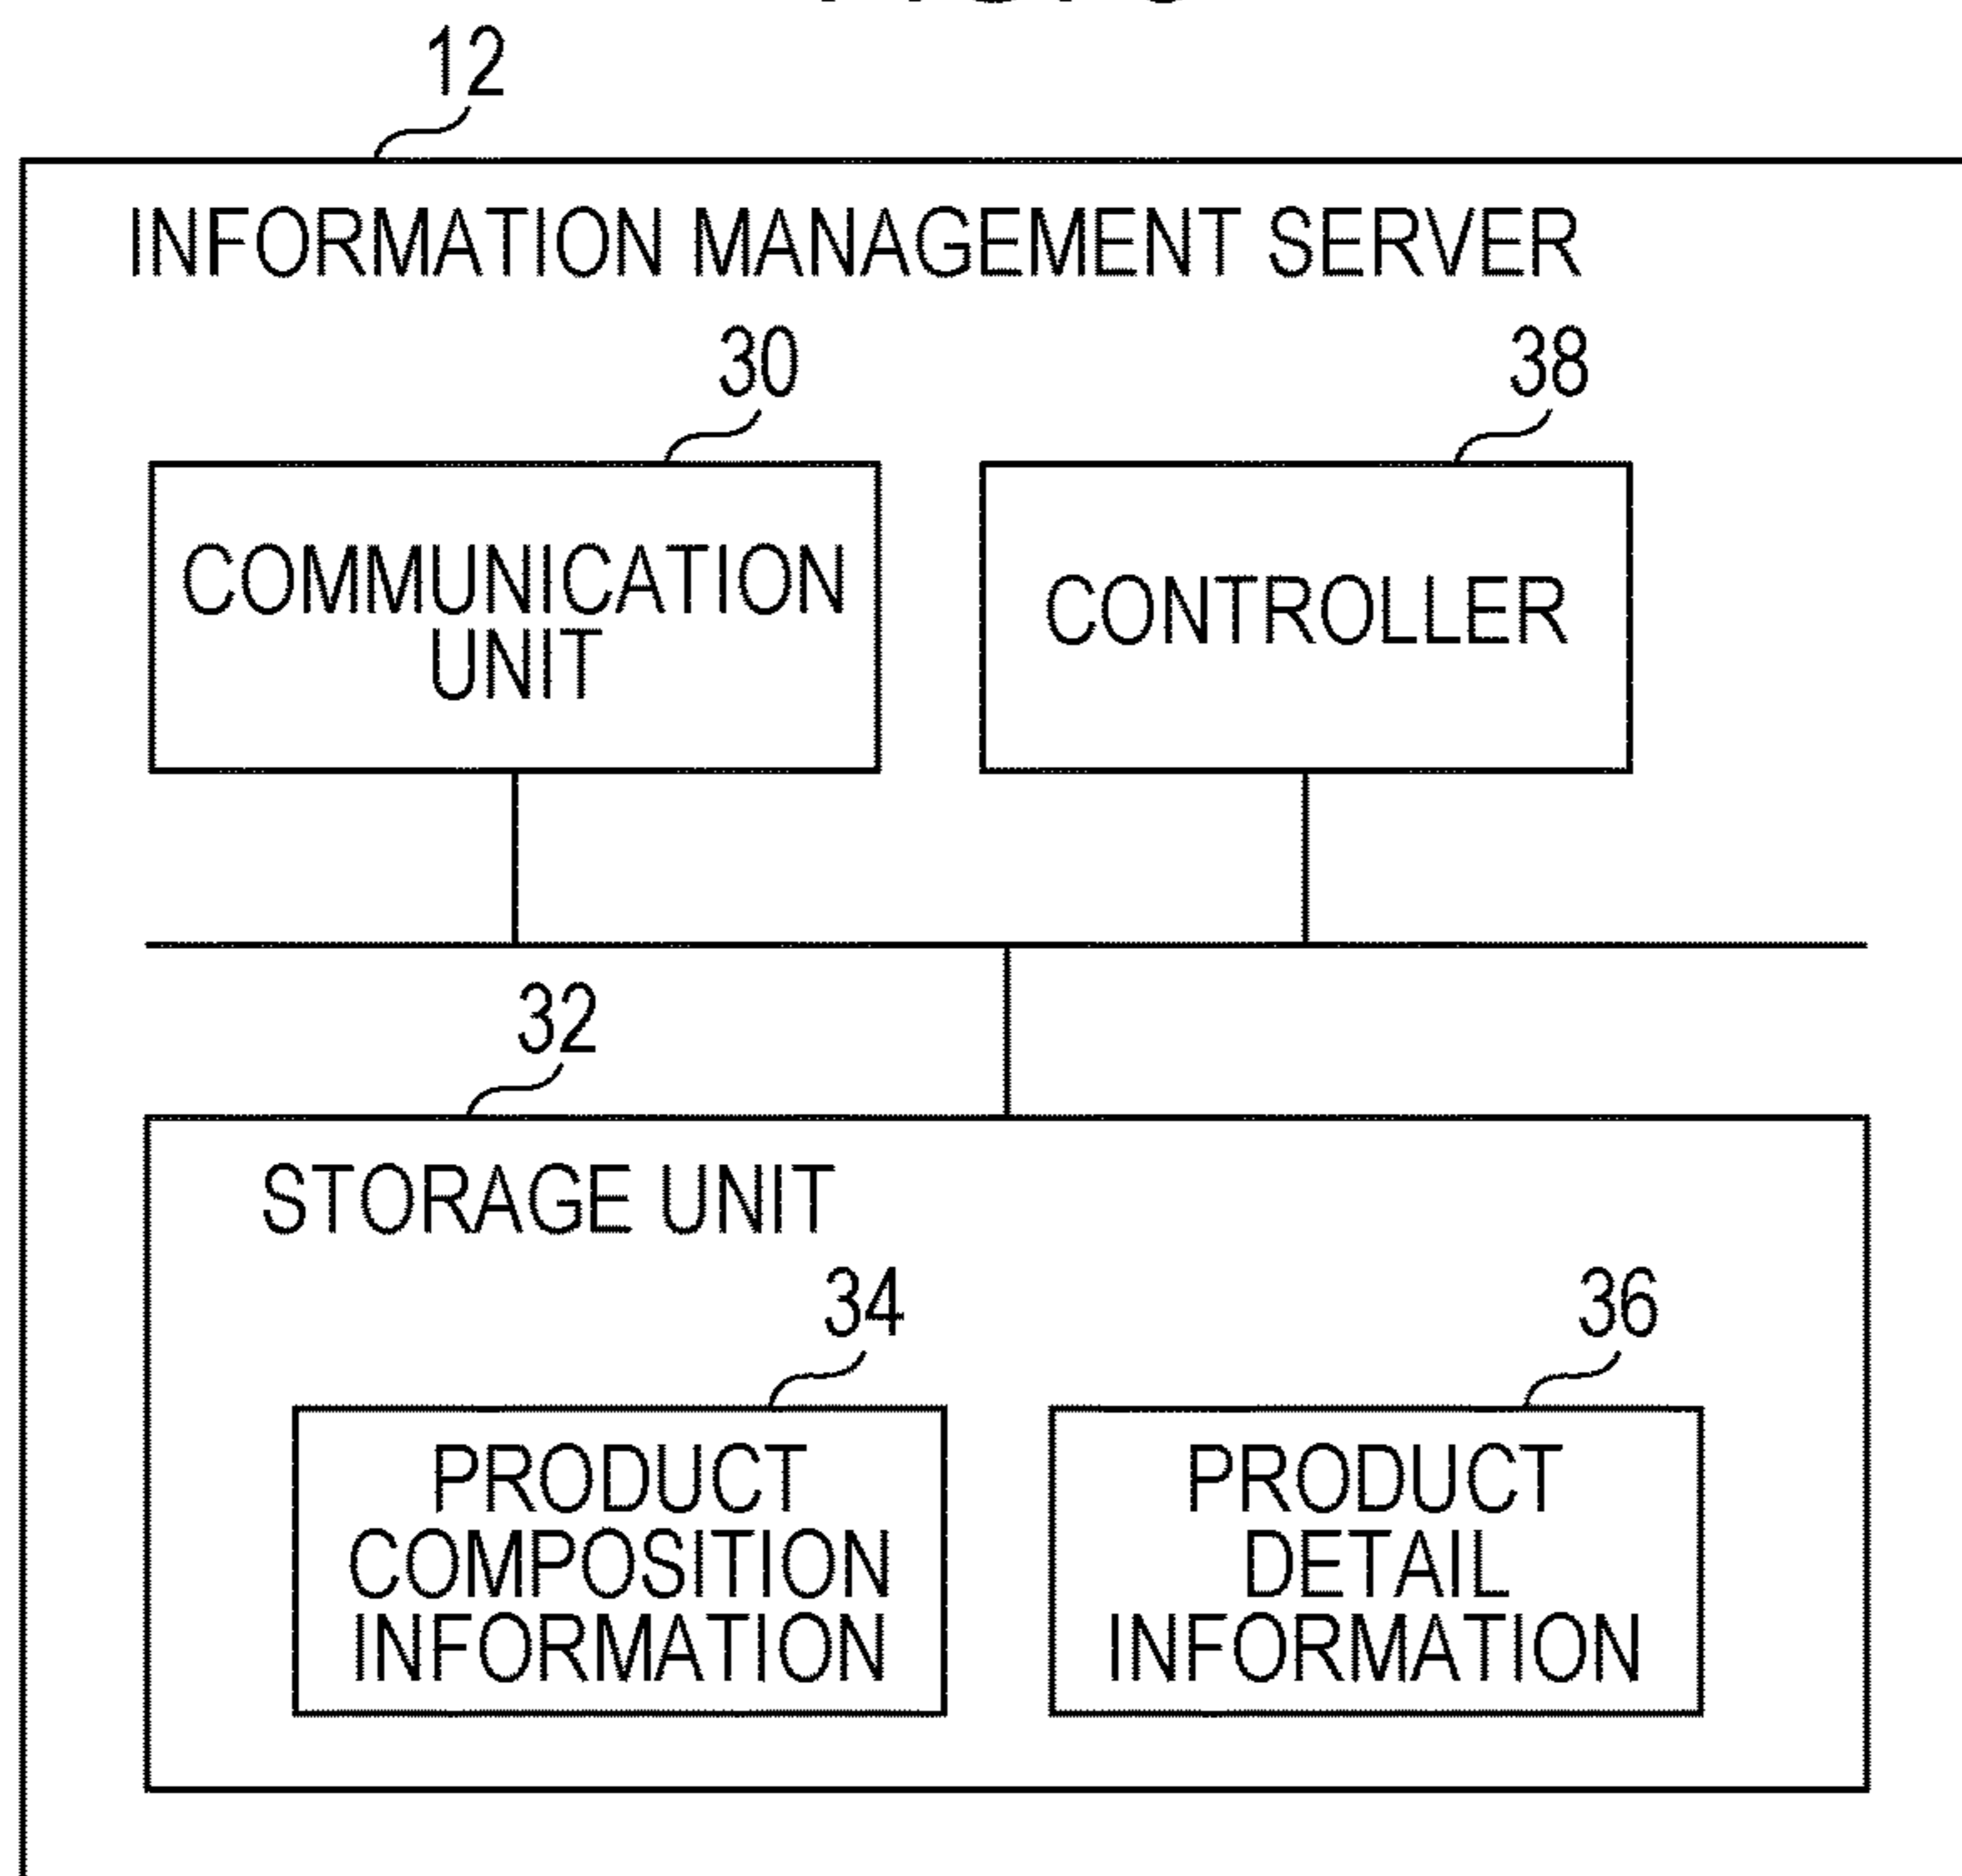 12
INFORMATION MANAGEMENT SERVER
30
38
COMMUNICATION
UNIT
CONTROLLER
32
STORAGE UNIT
34
36
PRODUCT
COMPOSITION
INFORMATION
PRODUCT
DETAIL
INFORMATION